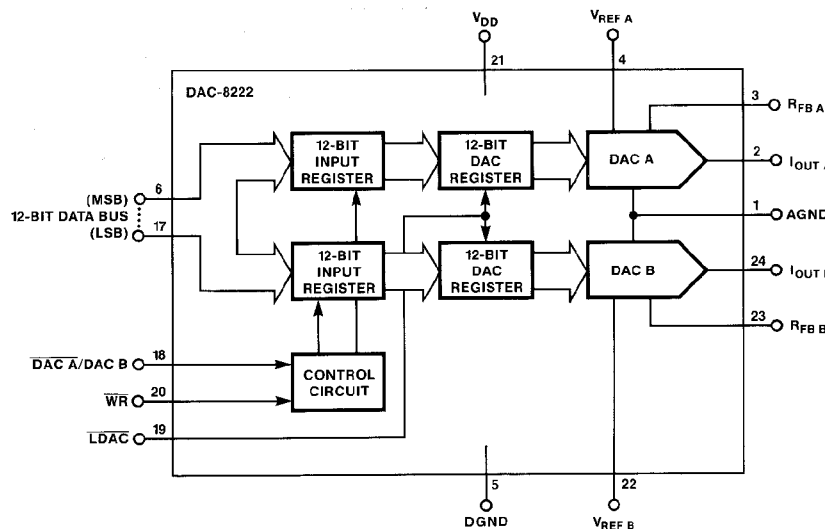 VDD
VREF A
21
4
DAC-8222
3
RFB A
12-BIT
INPUT
REGISTER
12-BIT
DAC
REGISTER
DAC A
2
IOUT A
6
(MSB)
12-BIT DATA BUS
(LSB)
17
1
AGND
12-BIT
INPUT
REGISTER
12-BIT
DAC
REGISTER
DAC B
24
IOUT
23
RFB B
DAC A/DAC B
18
CONTROL
CIRCUIT
WR
20
LDAC
19
5
22
DGND
VREF B